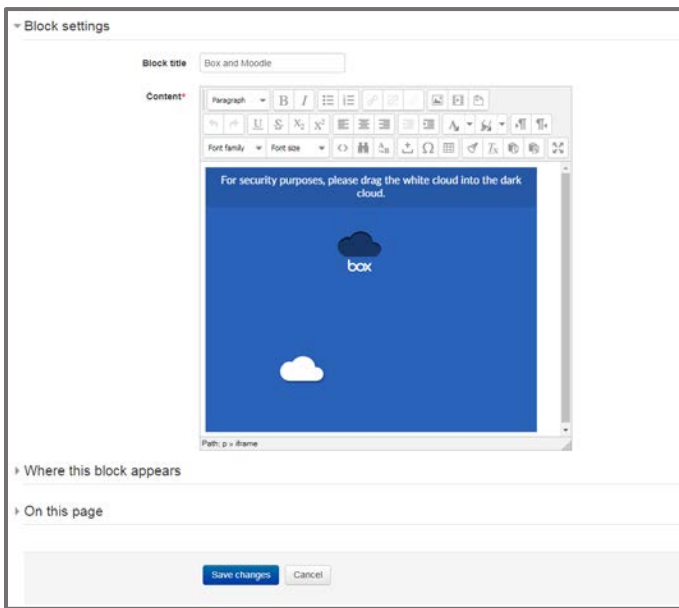 Block settings
Block title
Box and Moodle
Content*
Paragraph
Font family
Font size
For security purposes, please drag the white cloud into the dark
cloud.
box
Path: p » iframe
Where this block appears
On this page
Save changes
Cancel